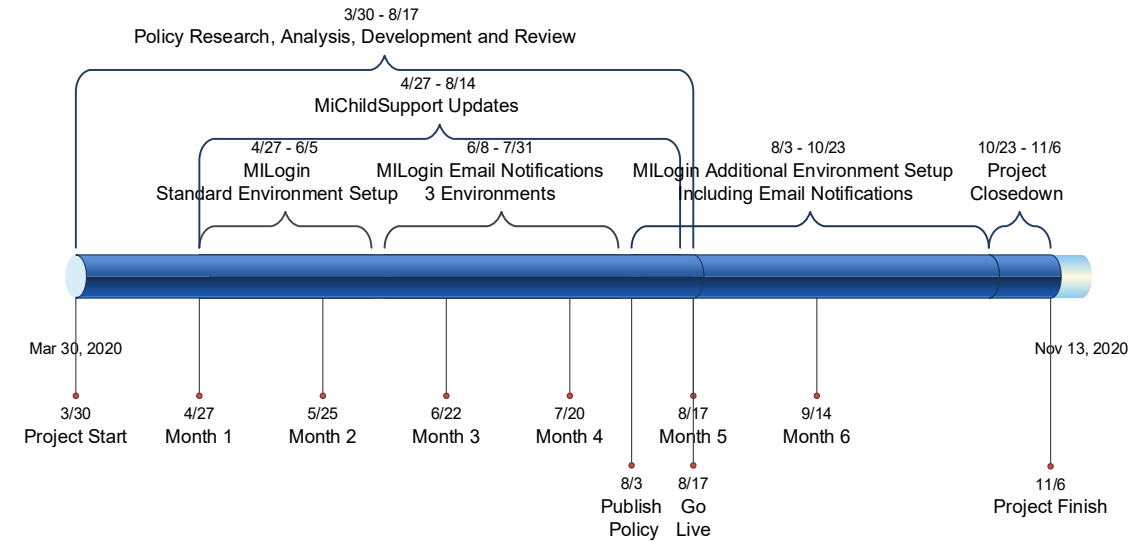 3/30 - 8/17
Policy Research, Analysis, Development and Review
4/27 - 8/14
MiChildSupport Updates
4/27 - 6/5
MILogin
Standard Environment Setup
6/8 - 7/31
MILogin Email Notifications
3 Environments
8/3 - 10/23
MILogin Additional Environment Setup
Including Email Notifications
10/23 - 11/6
Project
Closedown
Mar 30, 2020
Nov 13, 2020
3/30
Project Start
4/27
Month 1
5/25
Month 2
6/22
Month 3
7/20
Month 4
8/17
Month 5
9/14
Month 6
8/3
Publish
Policy
8/17
Go
Live
11/6
Project Finish